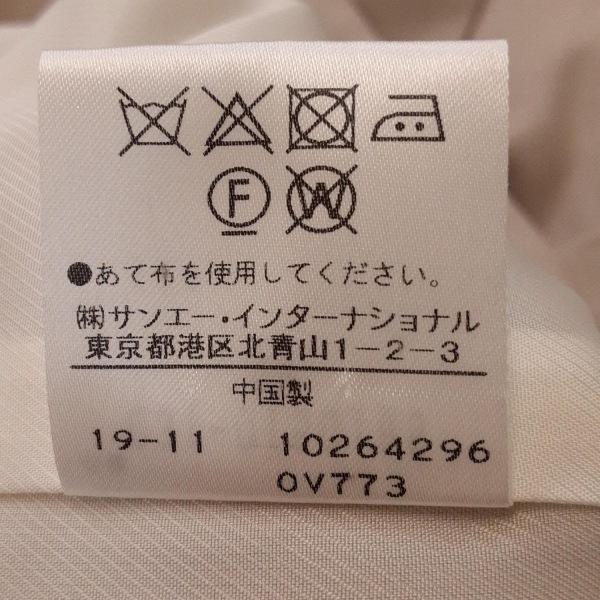 F W
●あて布を使用してください。
㈱サンエー・インターナショナル
東京都港区北青山1-2-3
中国製
19-11 10264296
0V773